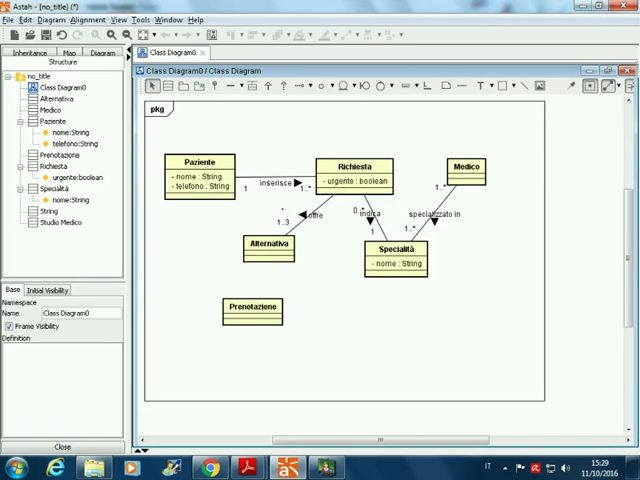 Astah - [no_title] (*)
File Edit Diagram Alignment View Tools Window Help
Inheritance Map Diagram
Structure
no_title
Class Diagram0
Alternativa
Medico
Paziente
nome:String
telefono:String
Prenotazione
Richiesta
urgente:boolean
Specialità
nome:String
String
Studio Medico
Base Initial Visibility
Namespace
Name Class Diagram0
Frame Visibility
Definition
Close
Class Diagram0
Class Diagram0 / Class Diagram
T
pkg
Paziente
- nome : String
- telefono : String
1
inserisce
1..*
Richiesta
- urgente : boolean
Medico
1..*
*
offre
1..3
0..*
indica
1
specializzato in
1..*
Alternativa
Specialità
- nome : String
Prenotazione
IT
15:29
11/10/2016